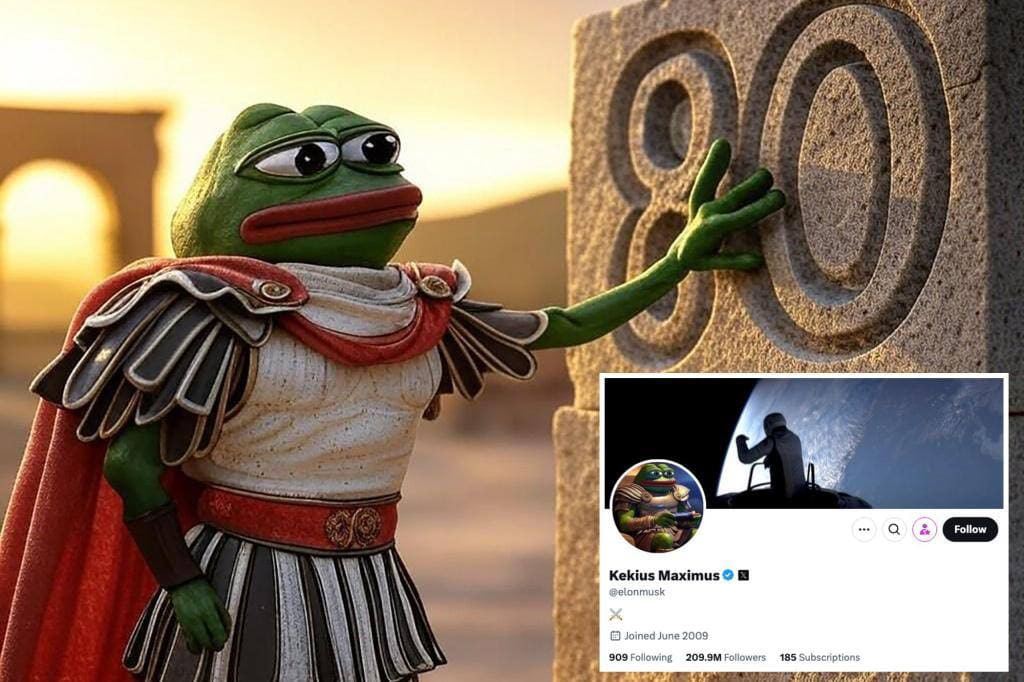 80
Follow
Kekius Maximus
@elonmusk
⚔️
Joined June 2009
909 Following 209.9M Followers 185 Subscriptions